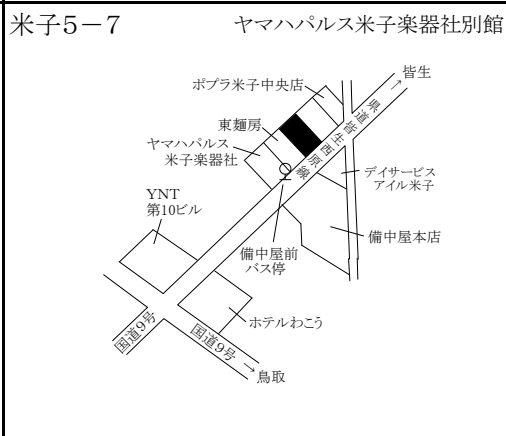 米子5－7
ヤマハパルス米子楽器社別館
→皆生
ポプラ米子中央店
県道皆生西原線
東麺房
ヤマハパルス
米子楽器社
デイサービス
アイル米子
YNT
第10ビル
備中屋本店
備中屋前
バス停
ホテルわこう
国道9号
国道9号
→鳥取